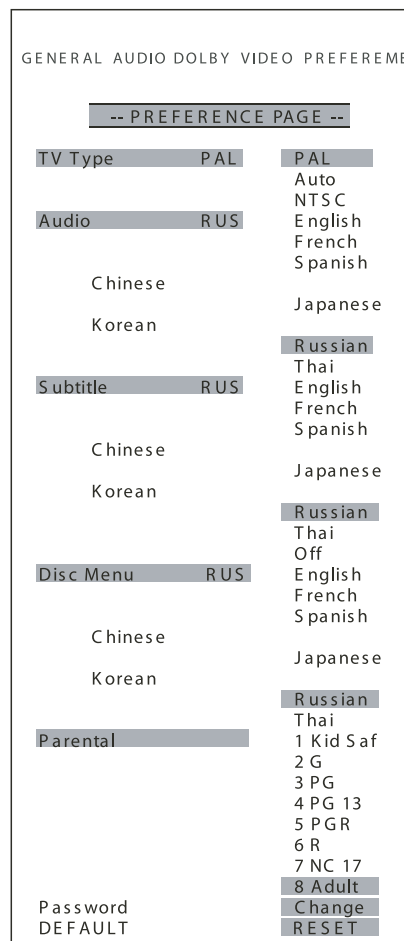 GENERAL AUDIO DOLBY VIDEO PREFEREME
-- PREFERENCE PAGE --
TV Type PAL PAL
Auto
NTSC
Audio RUS English
French
Spanish
Chinese
Japanese
Korean
Russian
Thai
Subtitle RUS English
French
Spanish
Chinese
Japanese
Korean
Russian
Thai
Off
Disc Menu RUS English
French
Spanish
Chinese
Japanese
Korean
Russian
Thai
Parental 1 Kid Saf
2 G
3 PG
4 PG 13
5 PGR
6 R
7 NC 17
8 Adult
Password Change
DEFAULT RESET